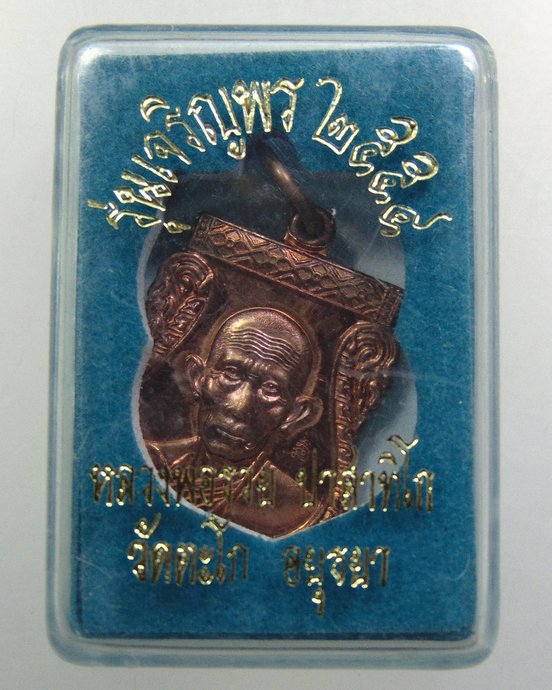 รุ่นเจริญพร ๒๕๕๔
หลวงพ่อรวย ปาสาทิโก
วัดตะโก อยุธยา